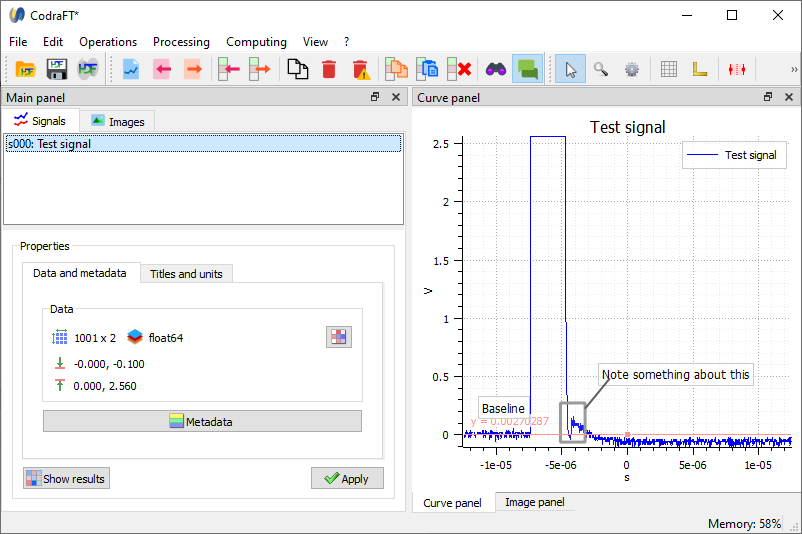 CodraFT*
File Edit Operations Processing Computing View ?
Main panel
Signals Images
s000: Test signal
Properties
Data and metadata Titles and units
Data
1001 x 2 float64
-0.000, -0.100
0.000, 2.560
Metadata
Show results Apply
Curve panel
Test signal
Test signal
2.5
2
1.5
1
0.5
0
V
Note something about this
Baseline
y = 0.00270287
-1e-05 -5e-06 0 5e-06 1e-05
s
Curve panel Image panel
Memory: 58%